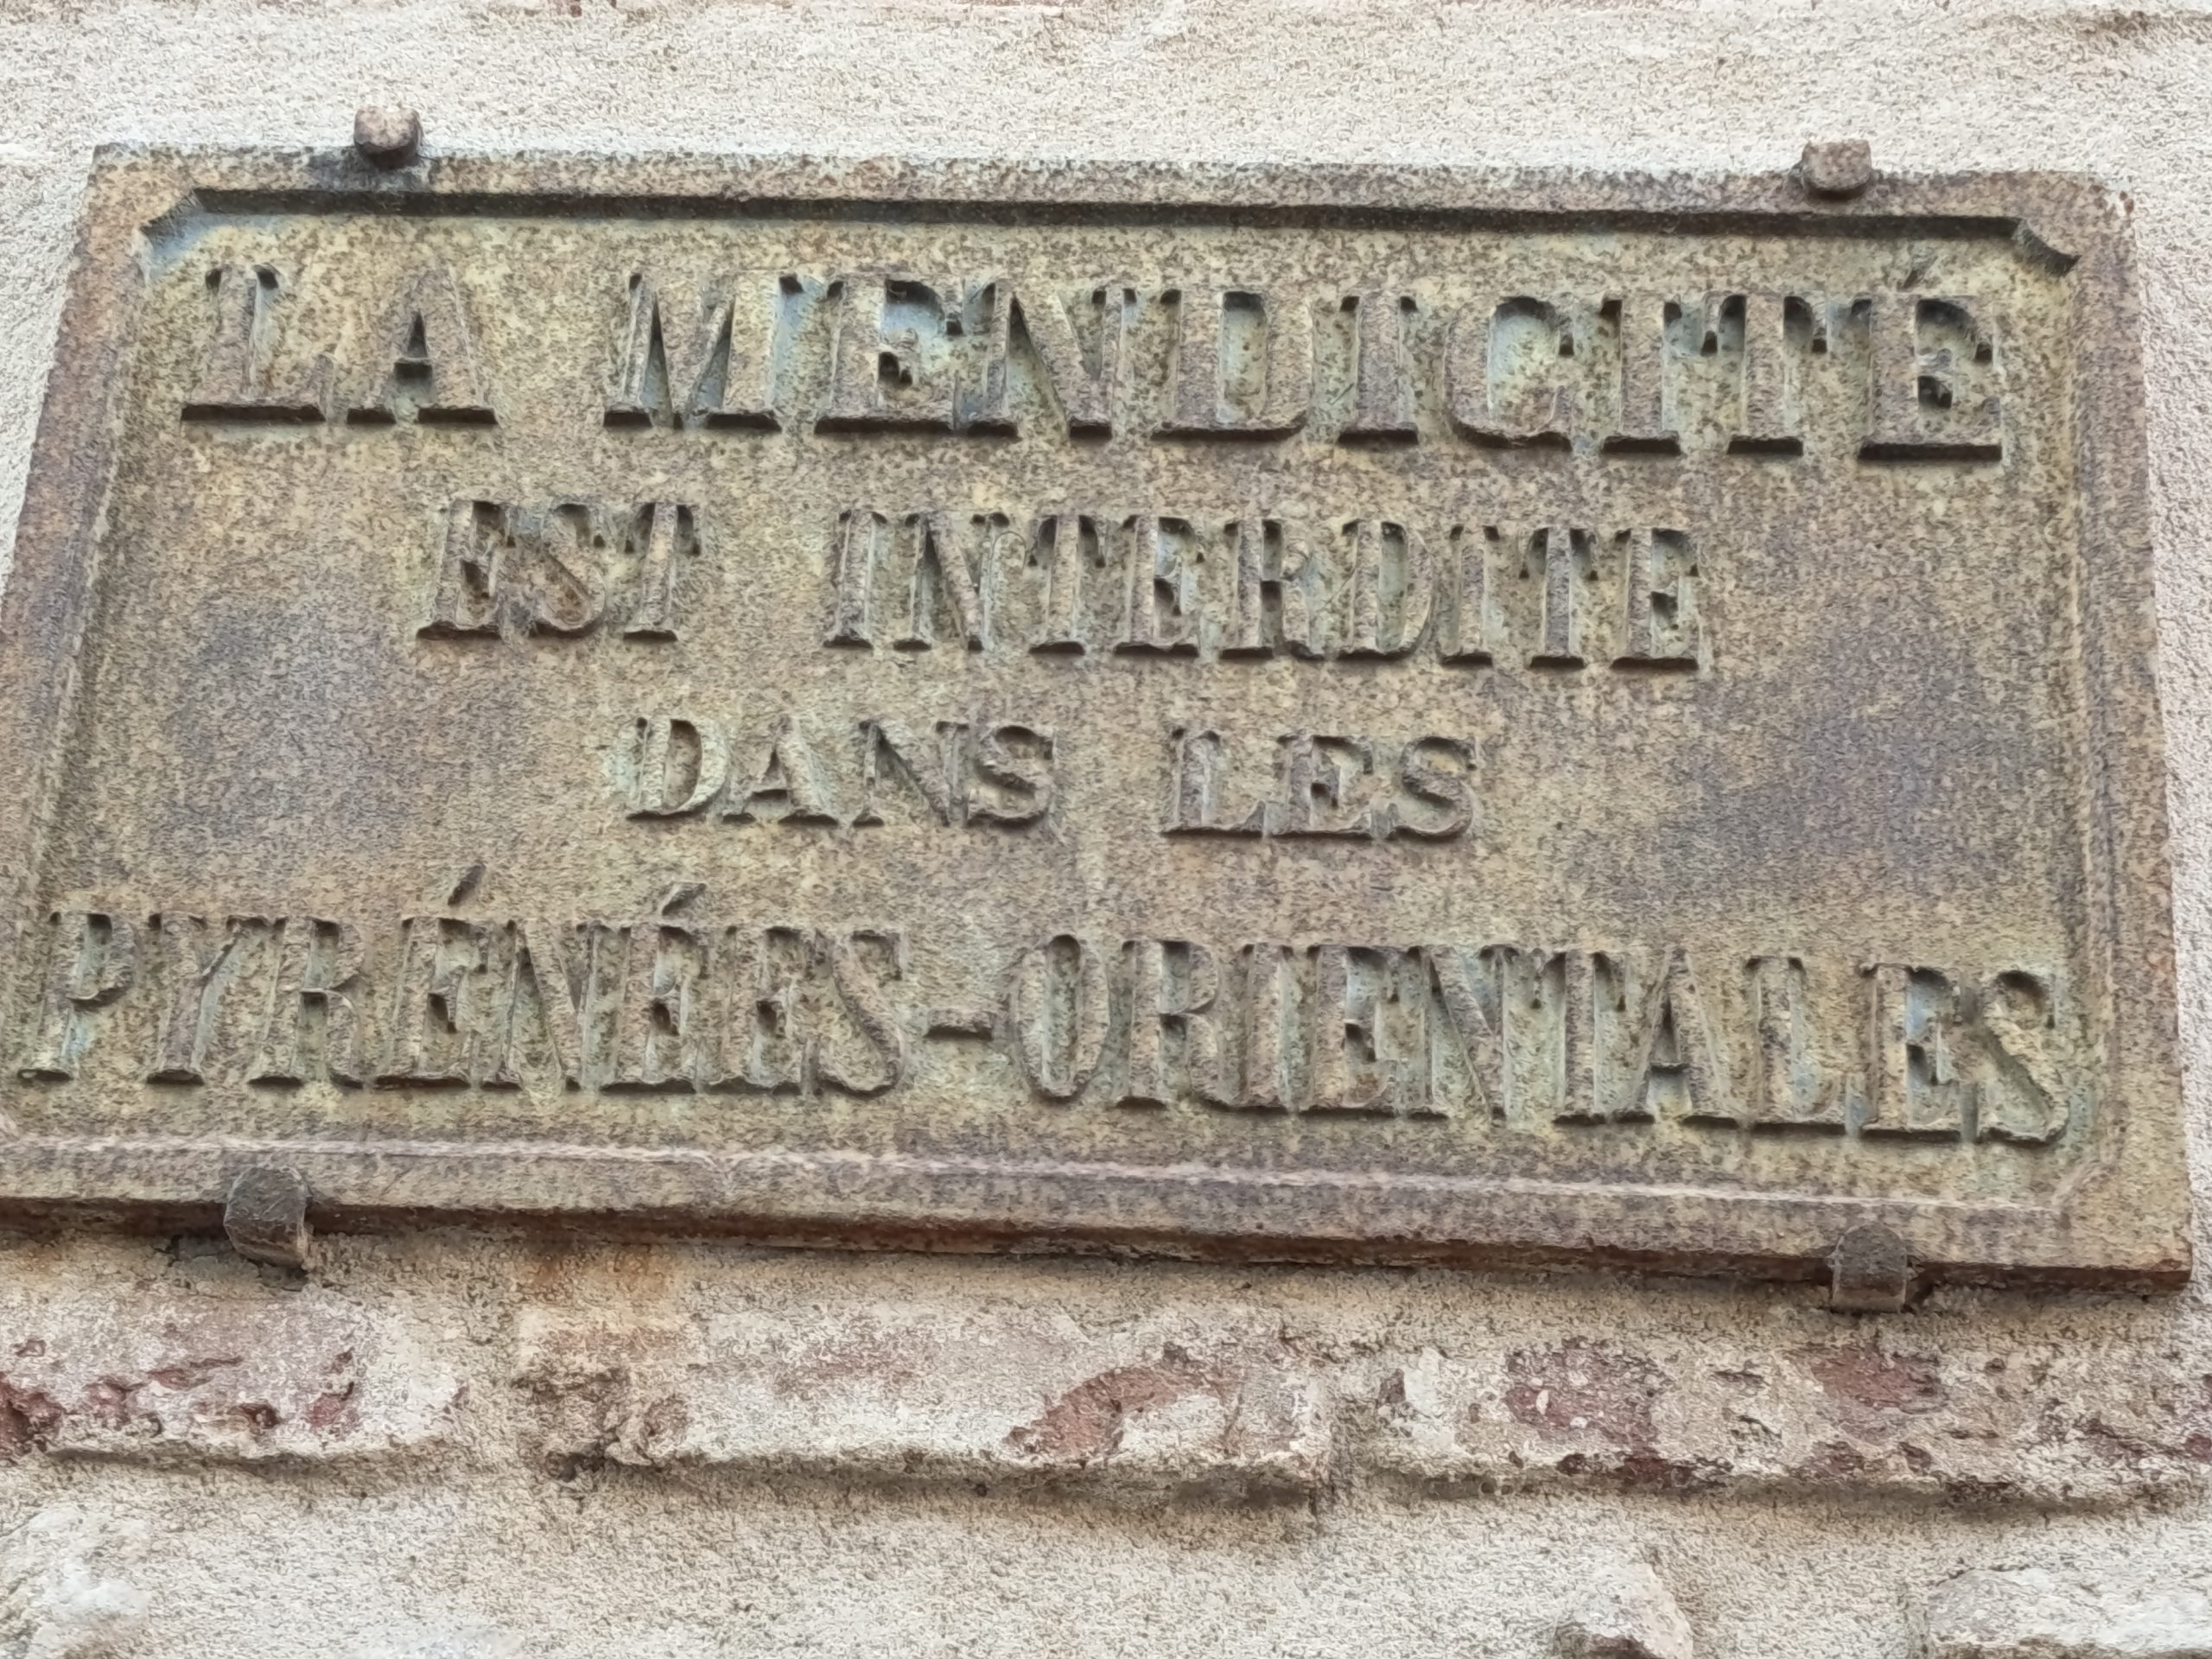 LA MENDICITÉ
EST INTERDITE
DANS LES
PYRÉNÉES-ORIENTALES